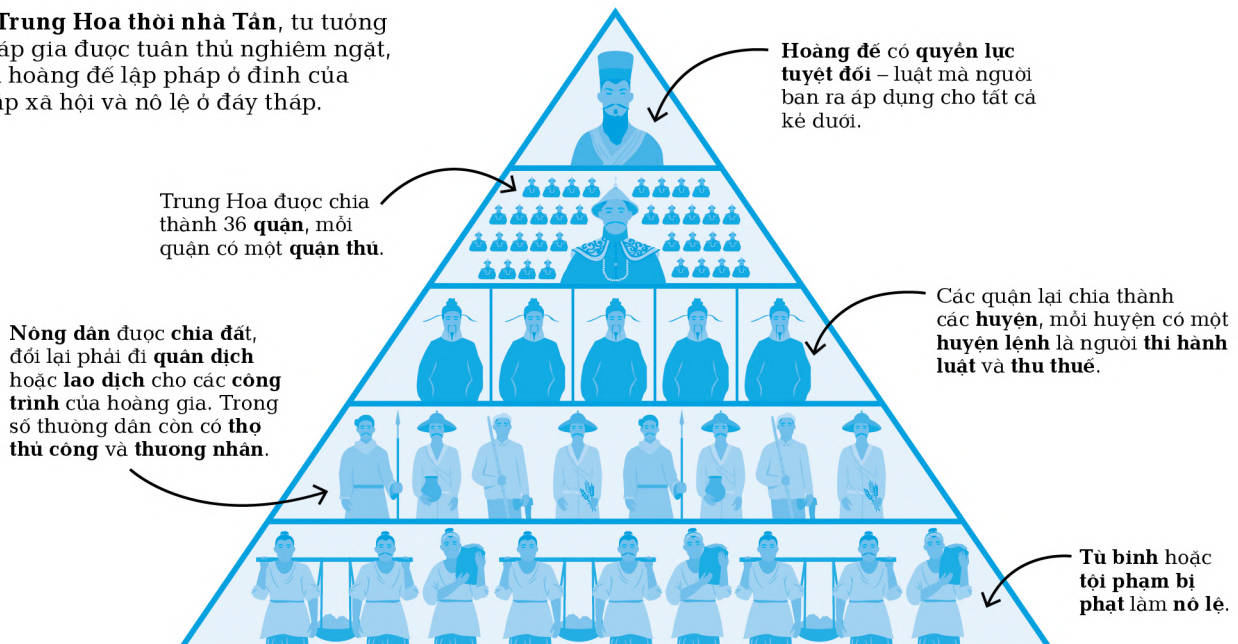 Trung Hoa thời nhà Tần, tư tưởng
áp gia được tuân thủ nghiêm ngặt,
hoàng đế lập pháp ở đỉnh của
p xã hội và nô lệ ở đáy tháp.
Hoàng đế có quyền lực
tuyệt đối – luật mà người
ban ra áp dụng cho tất cả
kẻ dưới.
Trung Hoa được chia
thành 36 quận, mỗi
quận có một quận thú.
Các quận lại chia thành
các huyện, mỗi huyện có một
huyện lệnh là người thi hành
luật và thu thuế.
Nông dân được chia đất,
đổi lại phải đi quân dịch
hoặc lao dịch cho các công
trình của hoàng gia. Trong
số thường dân còn có thợ
thủ công và thương nhân.
Tù binh hoặc
tội phạm bị
phạt làm nô lệ.